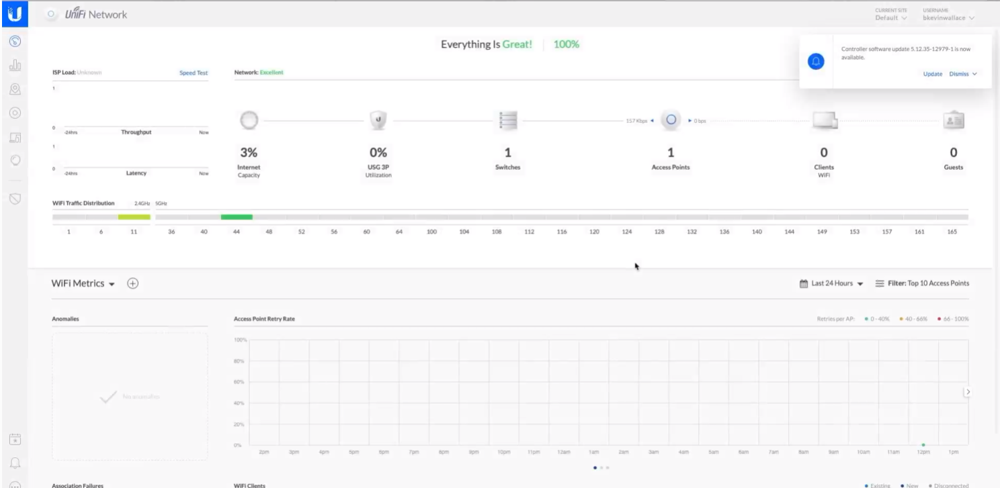 UniFi Network
CURRENT SITE
Default
USERNAME
bkevinwallace
Everything Is Great! 100%
Controller software update 5.12.35-12979-1 is now
available.
Update Dismiss
ISP Load: Unknown Speed Test
Network: Excellent
1
0
-24hrs Throughput Now
1
0
-24hrs Latency Now
157 Kbps 0 bps
3%
Internet
Capacity
0%
USG 3P
Utilization
1
Switches
1
Access Points
0
Clients
WiFi
0
Guests
WiFi Traffic Distribution 2.4GHz 5GHz
1 6 11 36 40 44 48 52 56 60 64 100 104 108 112 116 120 124 128 132 136 140 144 149 153 157 161 165
WiFi Metrics
Last 24 Hours Filter: Top 10 Access Points
Anomalies
No anomalies
Access Point Retry Rate
Retries per AP: 0 - 40% 40 - 66% 66 - 100%
100%
80%
60%
40%
20%
0%
2pm 3pm 4pm 5pm 6pm 7pm 8pm 9pm 10pm 11pm 12am 1am 2am 3am 4am 5am 6am 7am 8am 9am 10am 11am 12pm 1pm
Association Failures
WiFi Clients
Existing New Disconnected